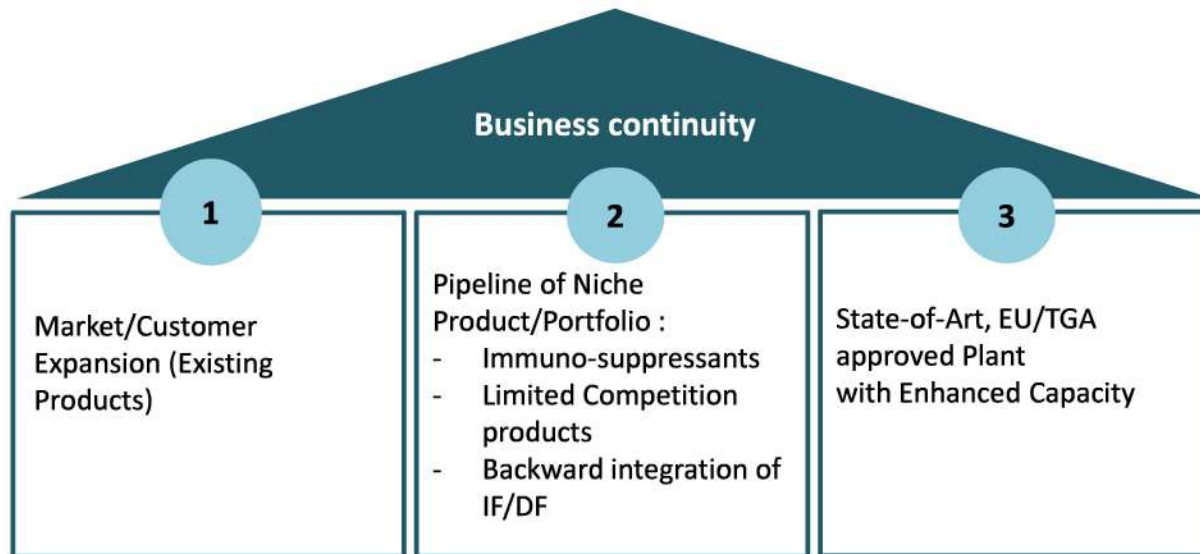 Business continuity
1
Market/Customer
Expansion (Existing
Products)
2
Pipeline of Niche
Product/Portfolio :
- Immuno-suppressants
- Limited Competition
products
- Backward integration of
IF/DF
3
State-of-Art, EU/TGA
approved Plant
with Enhanced Capacity